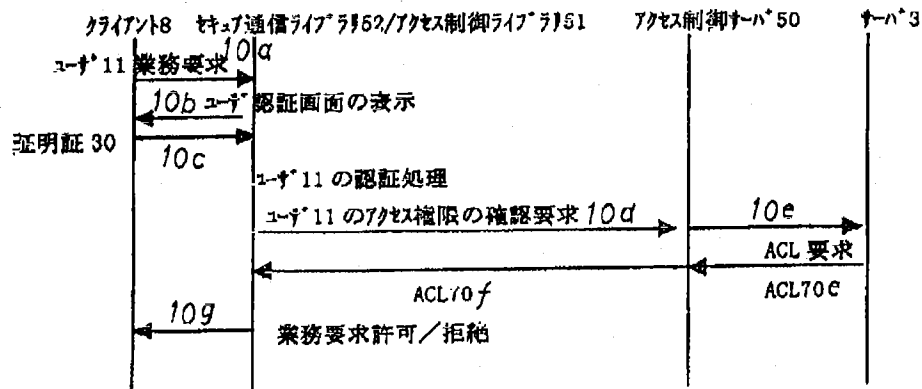 クライアント8 セキュア通信ライブラリ52/アクセス制御ライブラリ51 アクセス制御サーバ50 サーバ3
10a
ユーザ11 業務要求
10b ユーザ認証画面の表示
証明証30
10c
ユーザ11の認証処理
ユーザ11のアクセス権限の確認要求 10d
10e
ACL要求
ACL70f
ACL70e
10g
業務要求許可/拒絶